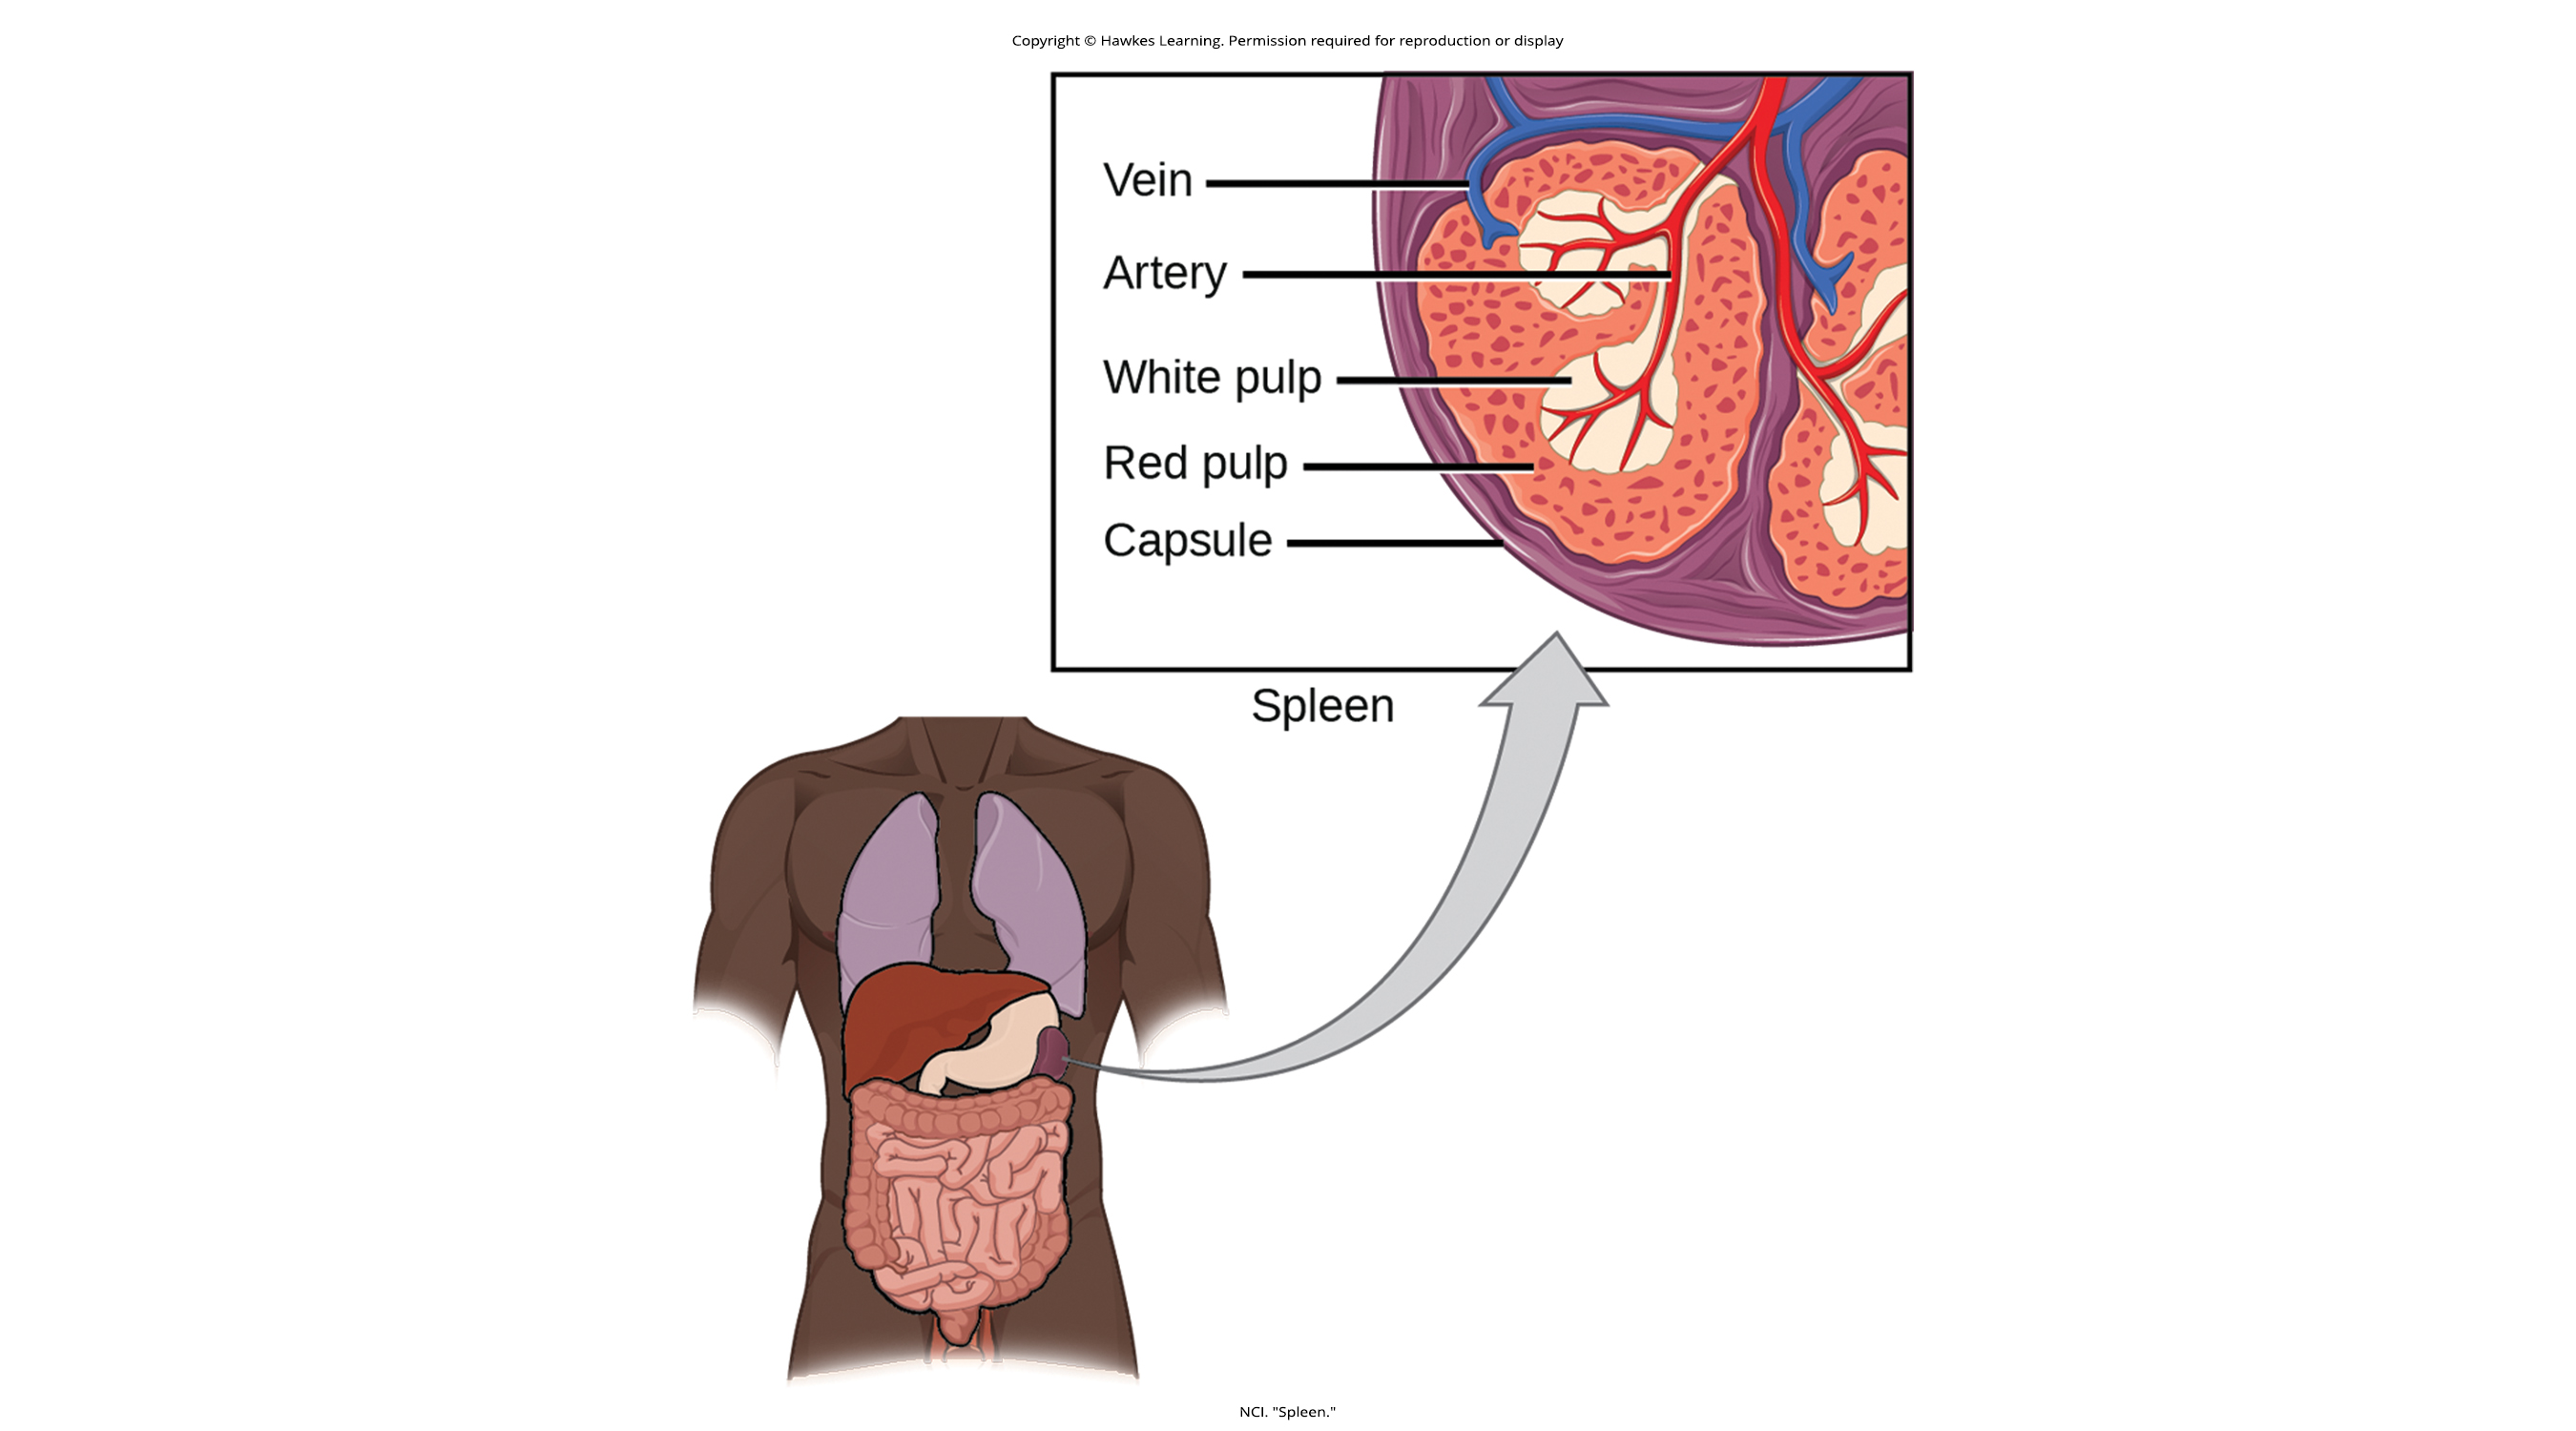 Copyright © Hawkes Learning. Permission required for reproduction or display
Vein
Artery
White pulp
Red pulp
Capsule
Spleen
NCI. "Spleen."